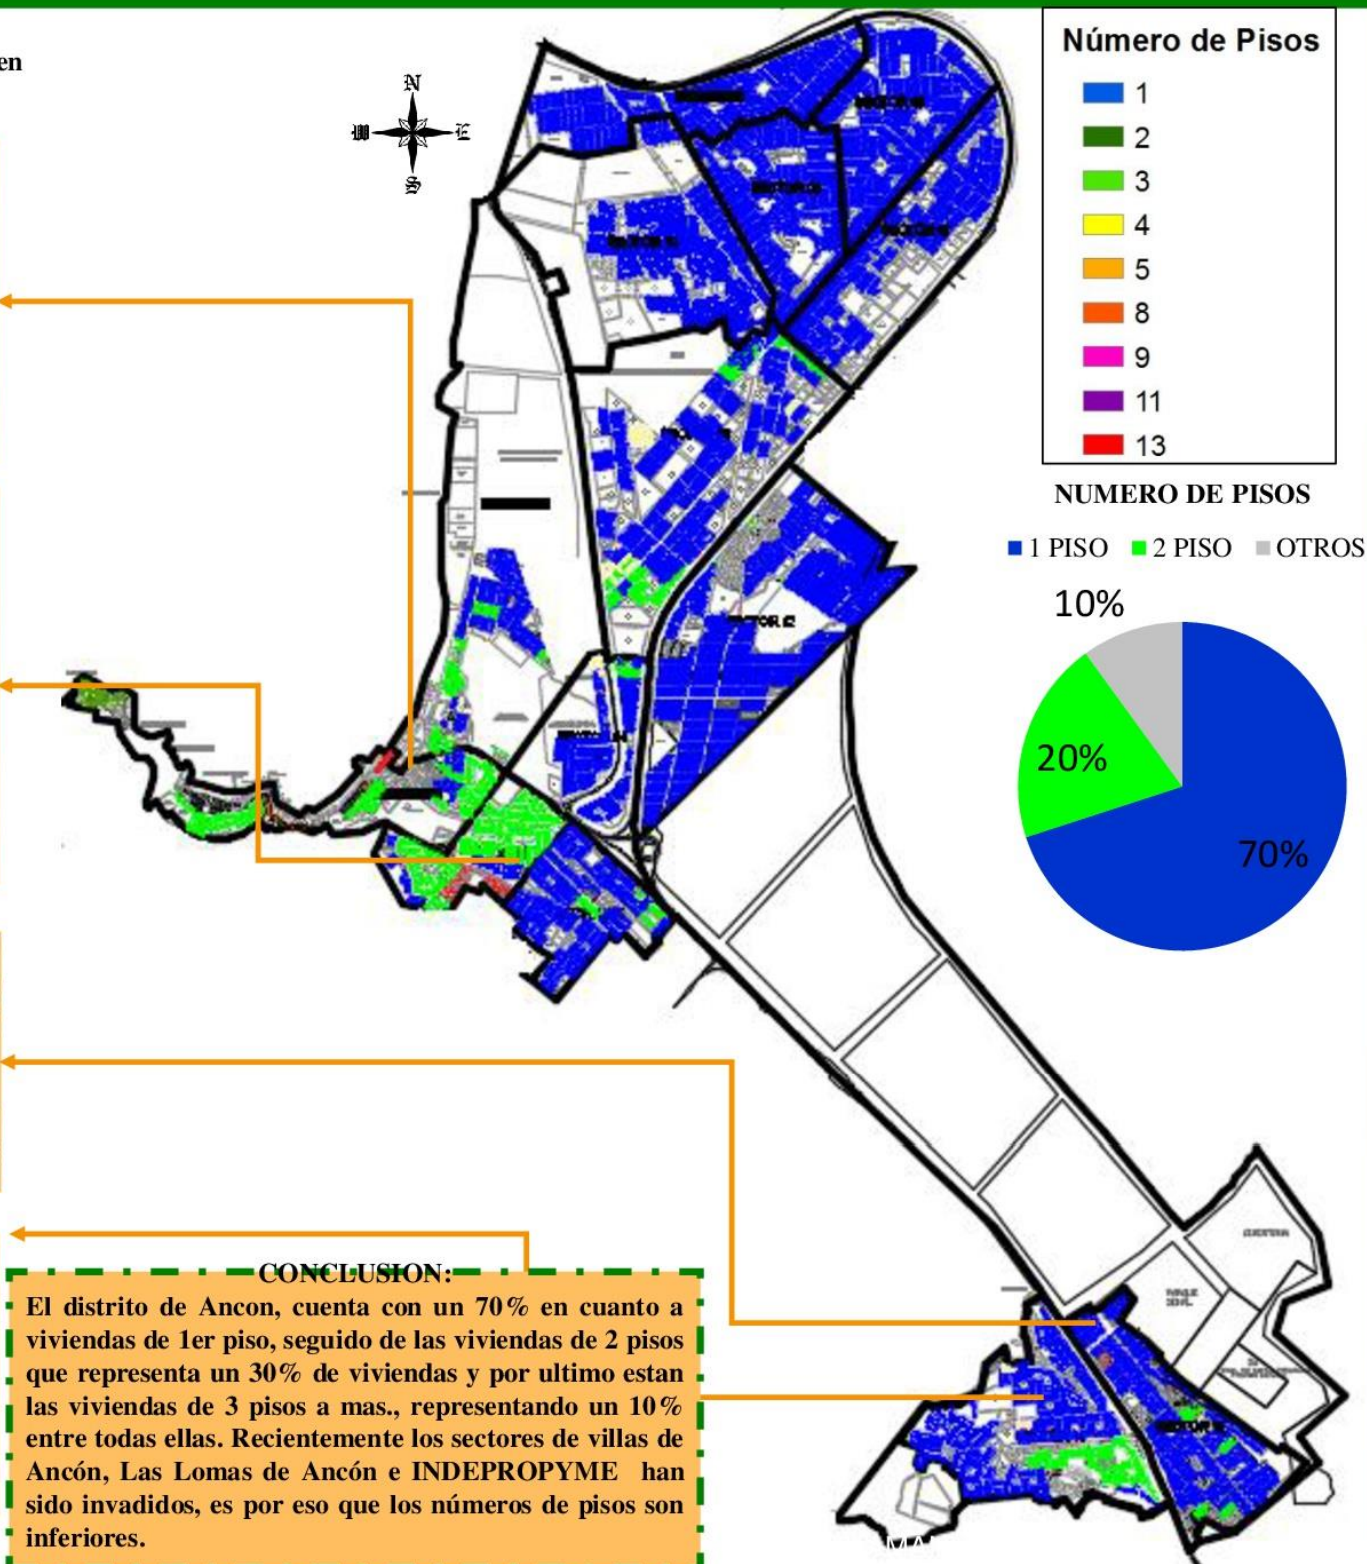 en
N
E
S
Número de Pisos
1
2
3
4
5
8
9
11
13
NUMERO DE PISOS
1 PISO 2 PISO OTROS
10%
20%
70%
CONCLUSION:
El distrito de Ancon, cuenta con un 70% en cuanto a
viviendas de 1er piso, seguido de las viviendas de 2 pisos
que representa un 30% de viviendas y por ultimo estan
las viviendas de 3 pisos a mas., representando un 10%
entre todas ellas. Recientemente los sectores de villas de
Ancón, Las Lomas de Ancón e INDEPROPYME han
sido invadidos, es por eso que los números de pisos son
inferiores.